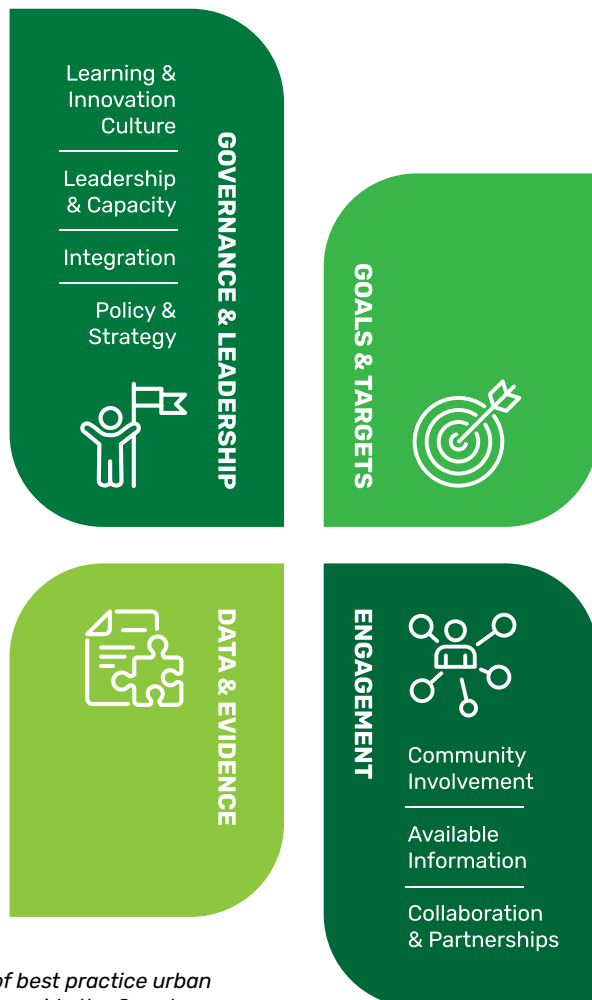 Learning &
Innovation
Culture
Leadership
& Capacity
Integration
Policy &
Strategy
GOVERNANCE & LEADERSHIP
GOALS & TARGETS
DATA & EVIDENCE
ENGAGEMENT
Community
Involvement
Available
Information
Collaboration
& Partnerships
of best practice urban